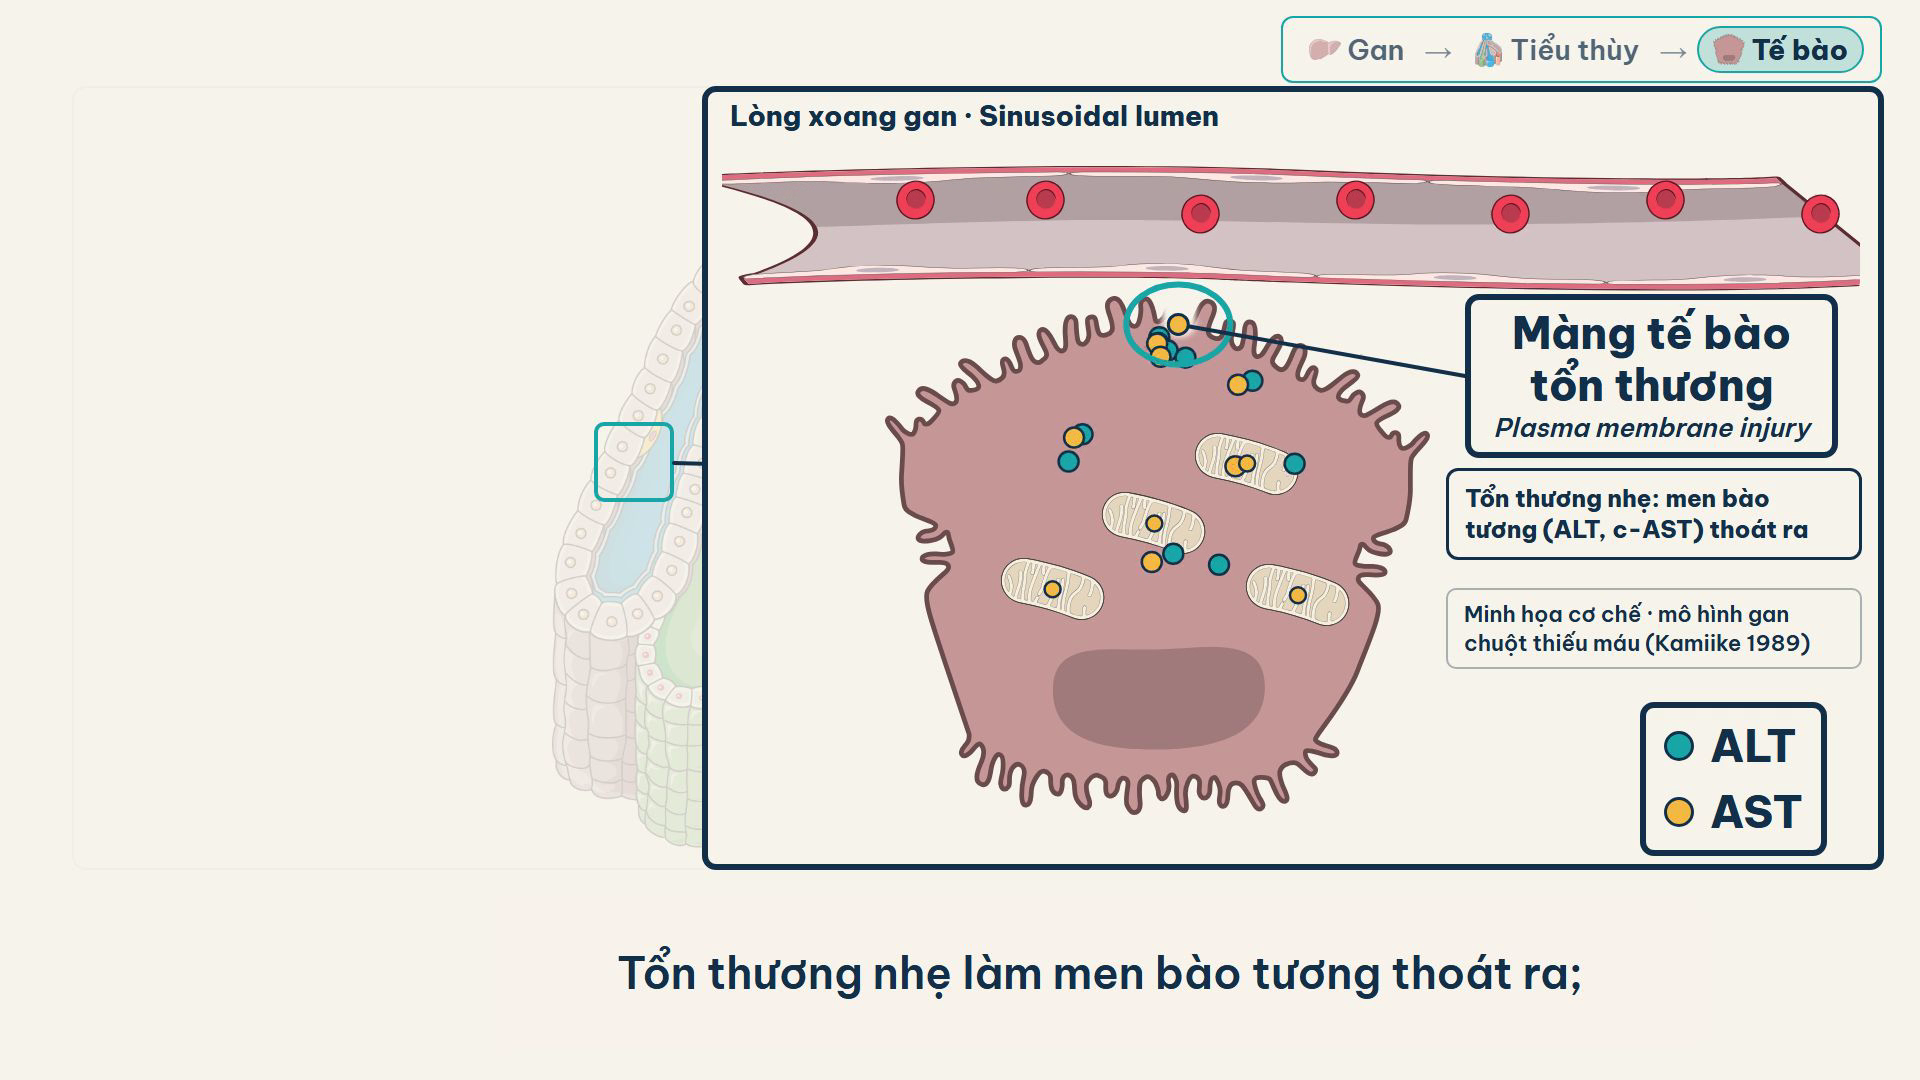 Gan → Tiểu thùy → Tế bào
Lòng xoang gan · Sinusoidal lumen
Màng tế bào
tổn thương
Plasma membrane injury
Tổn thương nhẹ: men bào
tương (ALT, c-AST) thoát ra
Minh họa cơ chế · mô hình gan
chuột thiếu máu (Kamiike 1989)
ALT
AST
Tổn thương nhẹ làm men bào tương thoát ra;